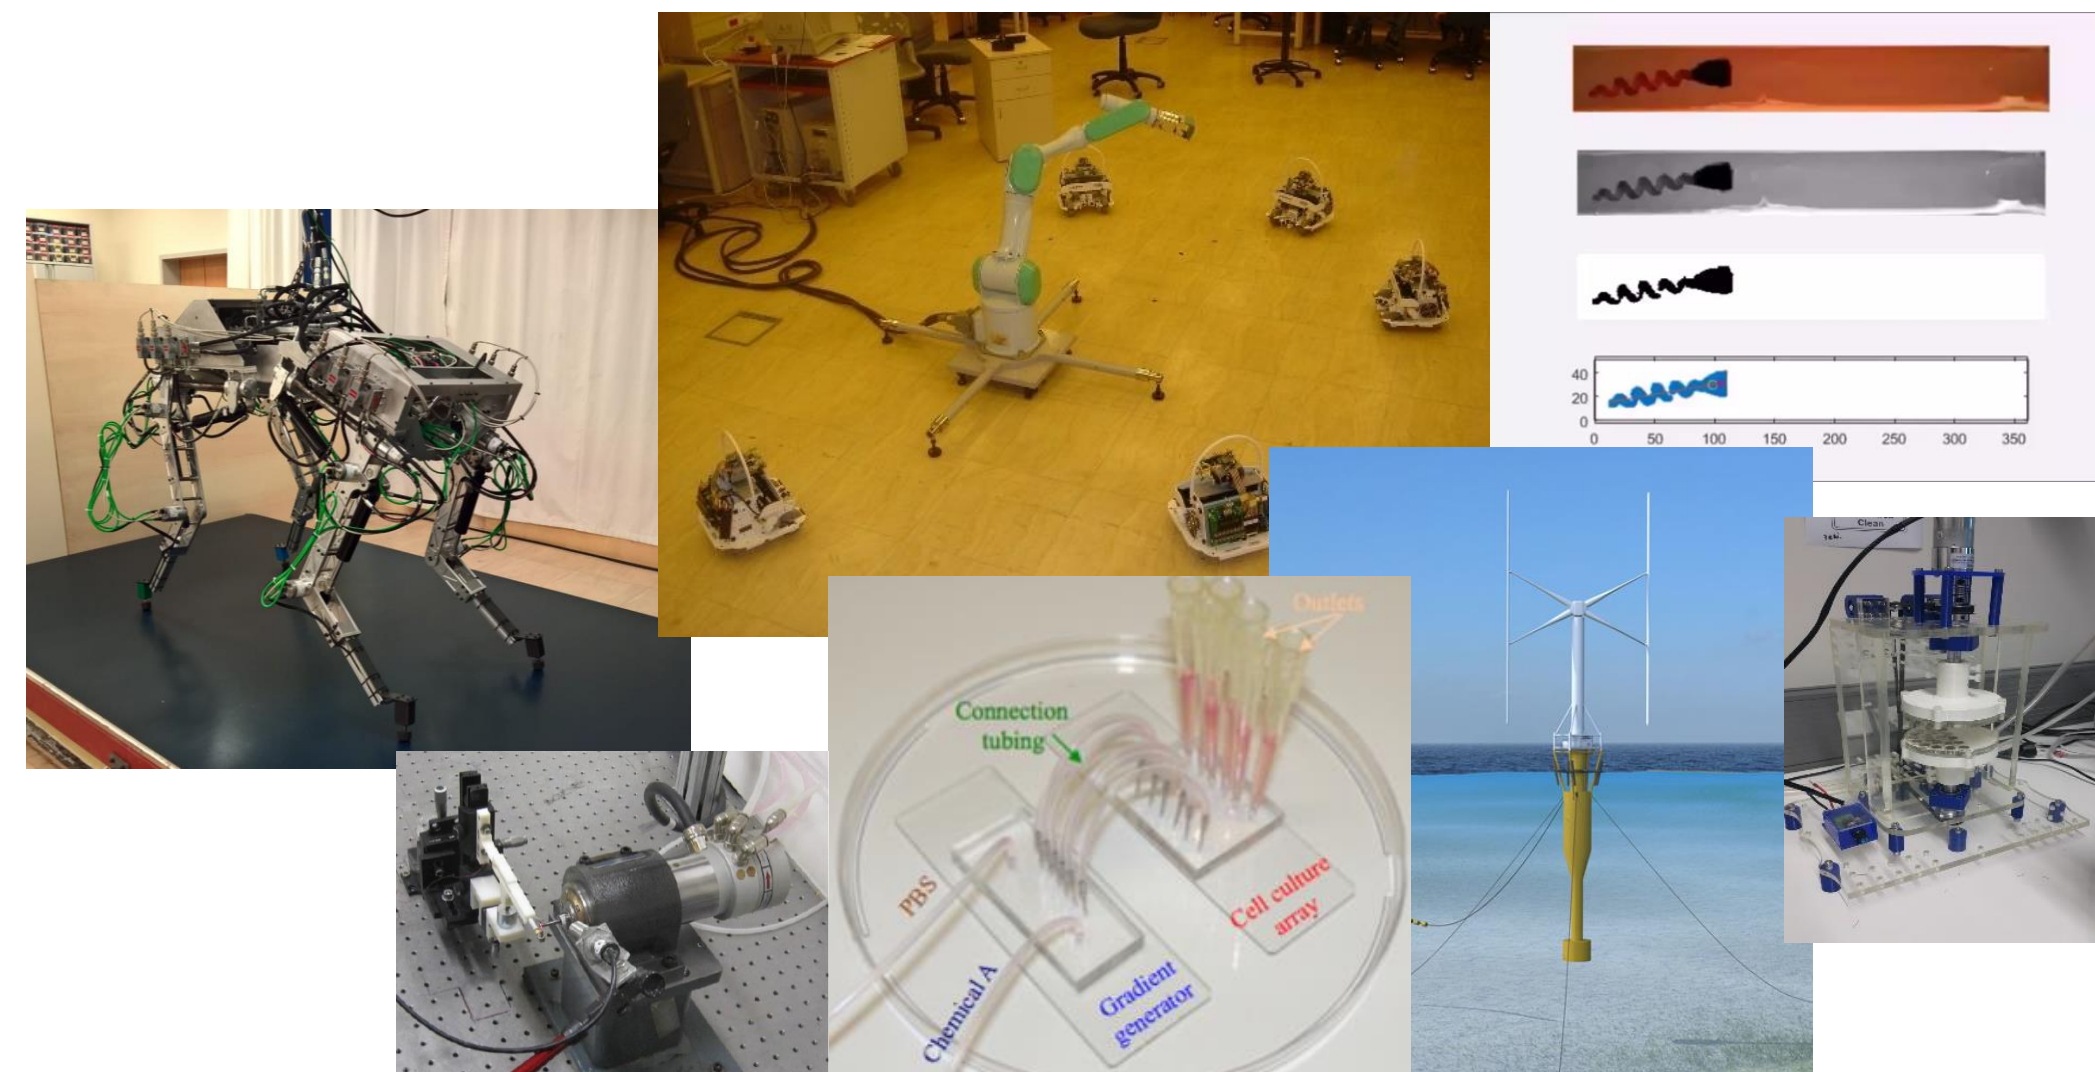 40
20
0
0 50 100 150 200 250 300 350
Clean
Outlets
Connection
tubing
PBS
Cell culture
array
Chemical A
Gradient
generator